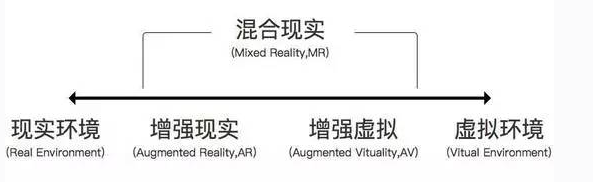 混合现实
(Mixed Reality,MR)
现实环境 增强现实 增强虚拟 虚拟环境
(Real Environment) (Augmented Reality,AR) (Augmented Vituality,AV) (Vitual Environment)